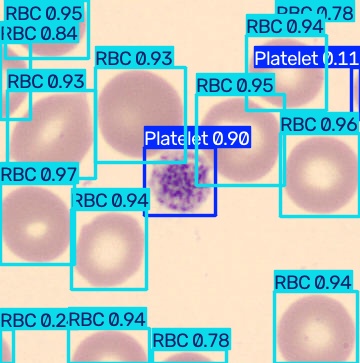 RBC 0.95
RBC 0.78
RBC 0.84
RBC 0.94
RBC 0.93
Platelet 0.11
RBC 0.93
RBC 0.95
RBC 0.96
Platelet 0.90
RBC 0.97
RBC 0.94
RBC 0.94
RBC 0.2
RBC 0.94
RBC 0.78